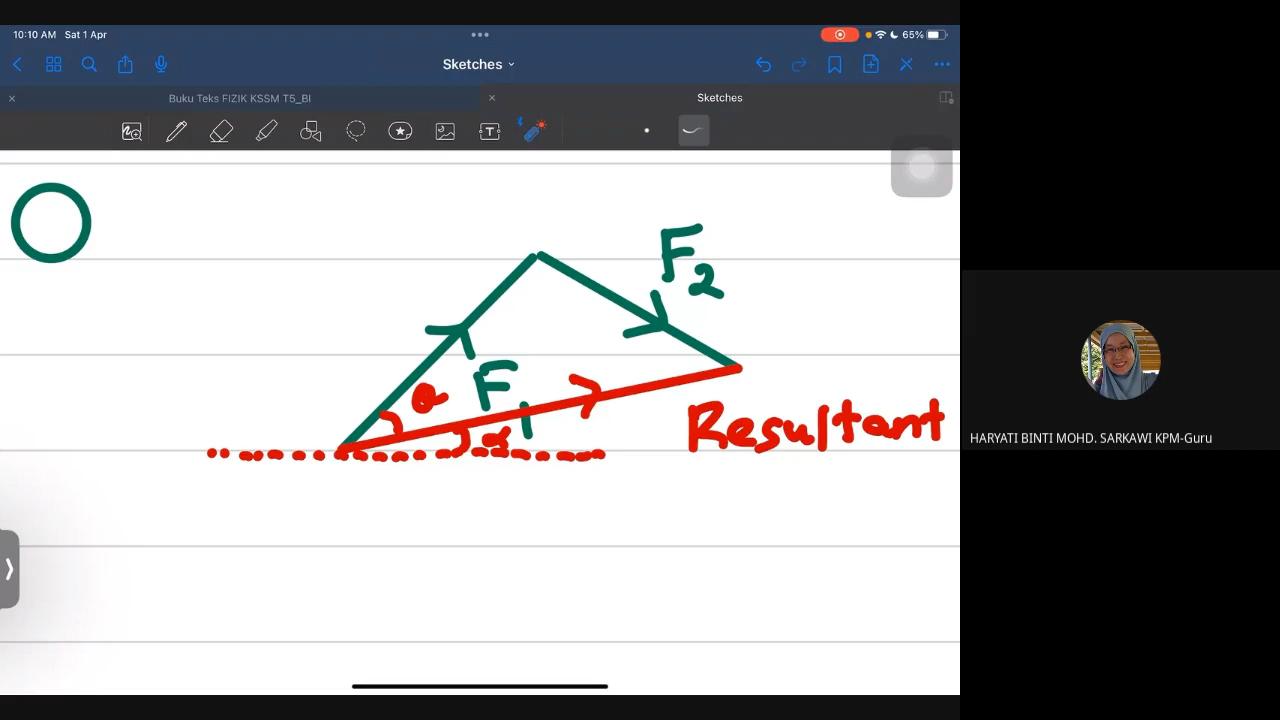 10:10 AM Sat 1 Apr
65%
Sketches
Buku Teks FIZIK KSSM T5_BI
Sketches
F2
F1
θ
α
Resultant
HARYATI BINTI MOHD. SARKAWI KPM-Guru